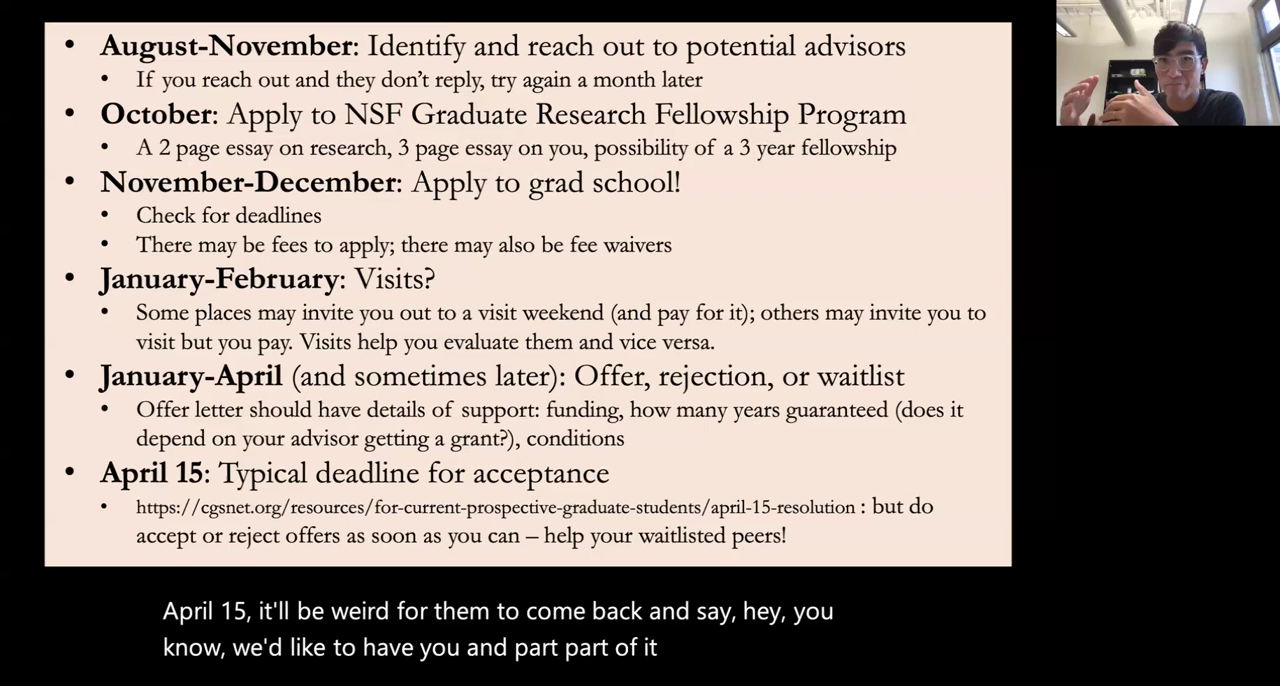 • August-November: Identify and reach out to potential advisors
• If you reach out and they don’t reply, try again a month later
• October: Apply to NSF Graduate Research Fellowship Program
• A 2 page essay on research, 3 page essay on you, possibility of a 3 year fellowship
• November-December: Apply to grad school!
• Check for deadlines
• There may be fees to apply; there may also be fee waivers
• January-February: Visits?
• Some places may invite you out to a visit weekend (and pay for it); others may invite you to
visit but you pay. Visits help you evaluate them and vice versa.
• January-April (and sometimes later): Offer, rejection, or waitlist
• Offer letter should have details of support: funding, how many years guaranteed (does it
depend on your advisor getting a grant?), conditions
• April 15: Typical deadline for acceptance
• https://cgsnet.org/resources/for-current-prospective-graduate-students/april-15-resolution : but do
accept or reject offers as soon as you can – help your waitlisted peers!
April 15, it'll be weird for them to come back and say, hey, you
know, we'd like to have you and part part of it